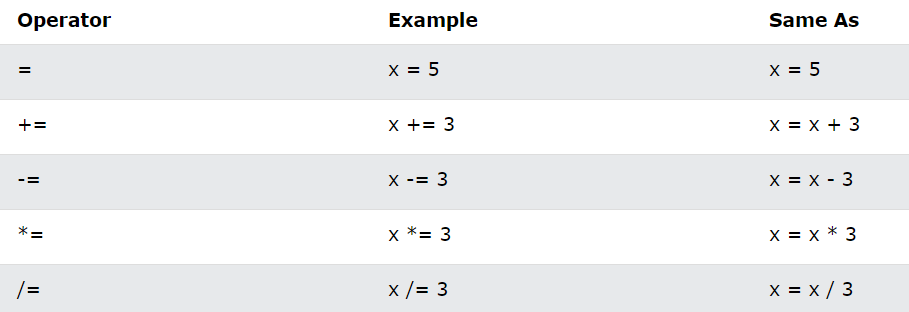 Operator Example Same As
= x = 5 x = 5
+= x += 3 x = x + 3
-= x -= 3 x = x - 3
*= x *= 3 x = x * 3
/= x /= 3 x = x / 3